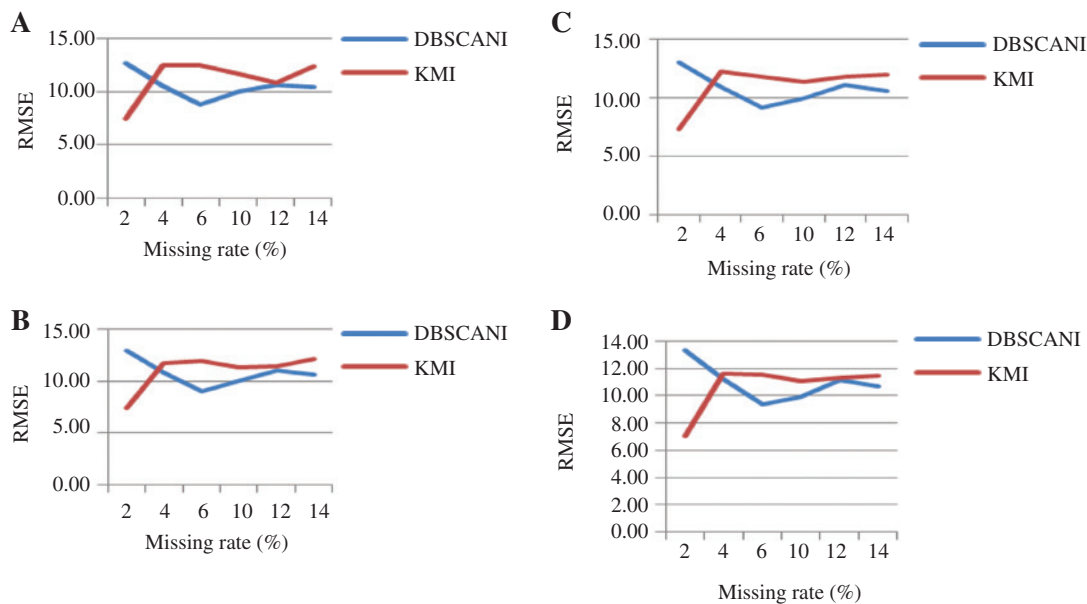 A
15.00
10.00
5.00
0.00
RMSE
2 4 6 10 12 14
Missing rate (%)
DBSCANI
KMI
C
15.00
10.00
5.00
0.00
RMSE
2 4 6 10 12 14
Missing rate (%)
DBSCANI
KMI
B
15.00
10.00
5.00
0.00
RMSE
2 4 6 10 12 14
Missing rate (%)
DBSCANI
KMI
D
14.00
12.00
10.00
8.00
6.00
4.00
2.00
0.00
RMSE
2 4 6 10 12 14
Missing rate (%)
DBSCANI
KMI